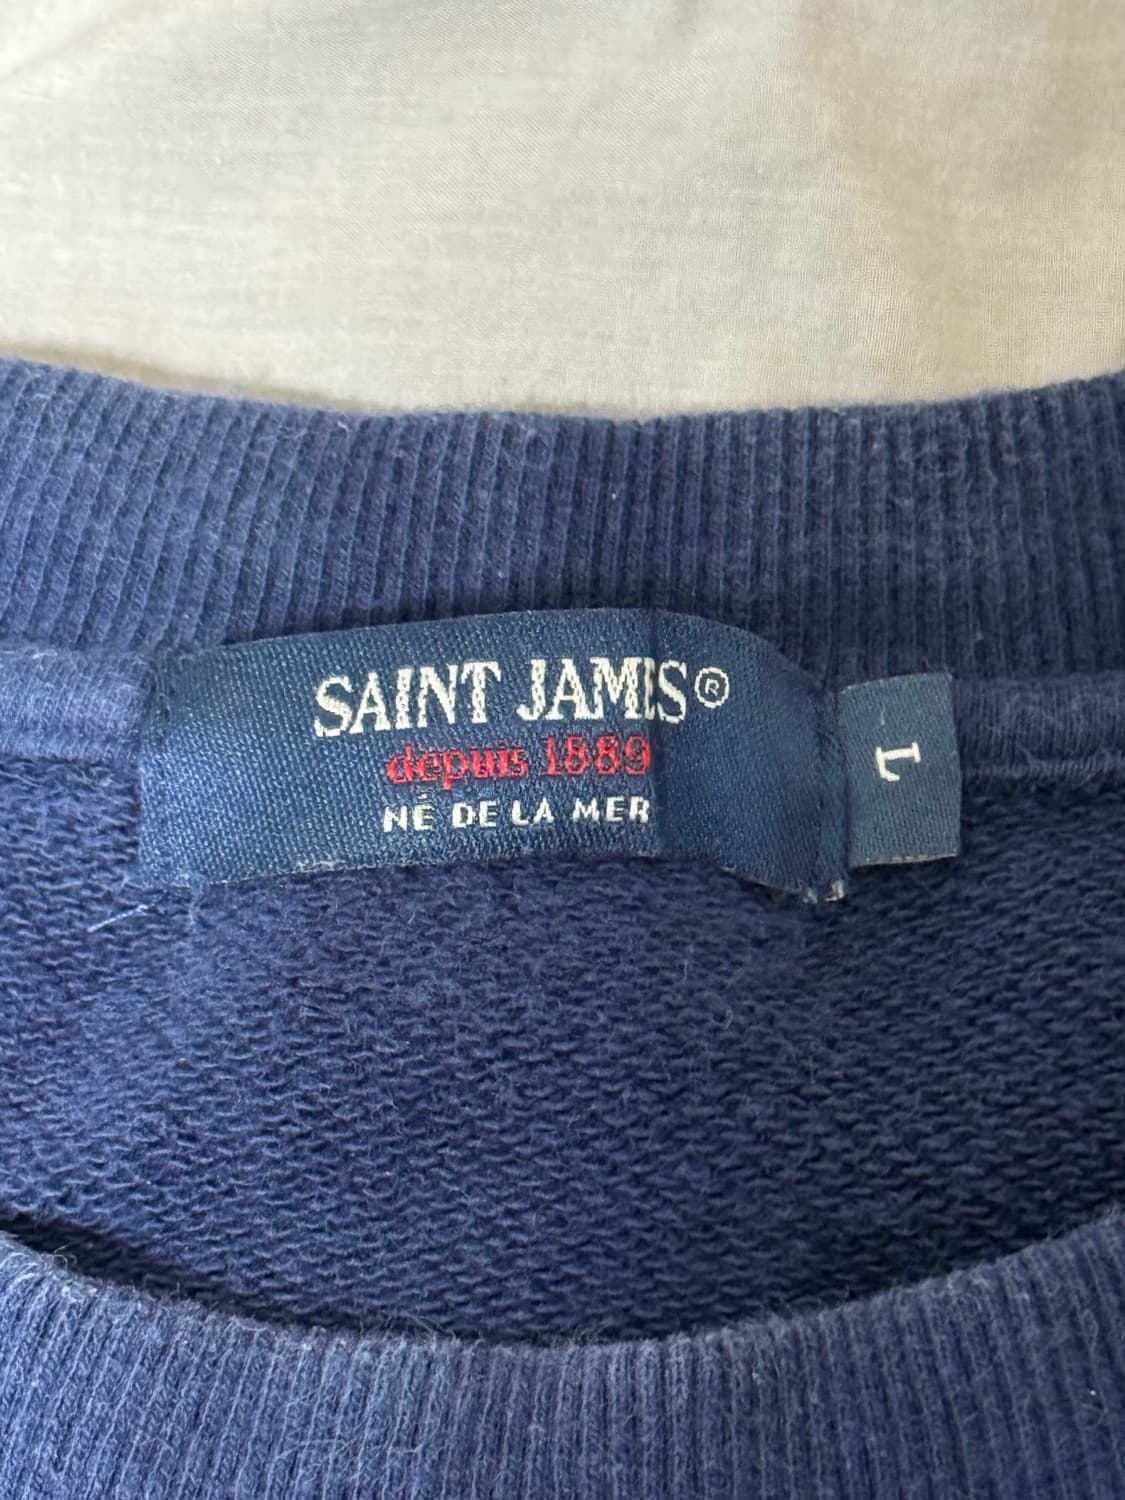 SAINT JAMES®
depuis 1889
NÉ DE LA MER
L